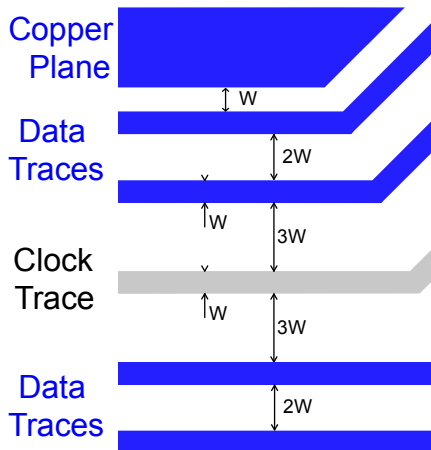 Copper
Plane
W
Data
Traces
2W
W
3W
Clock
Trace
W
3W
Data
Traces
2W